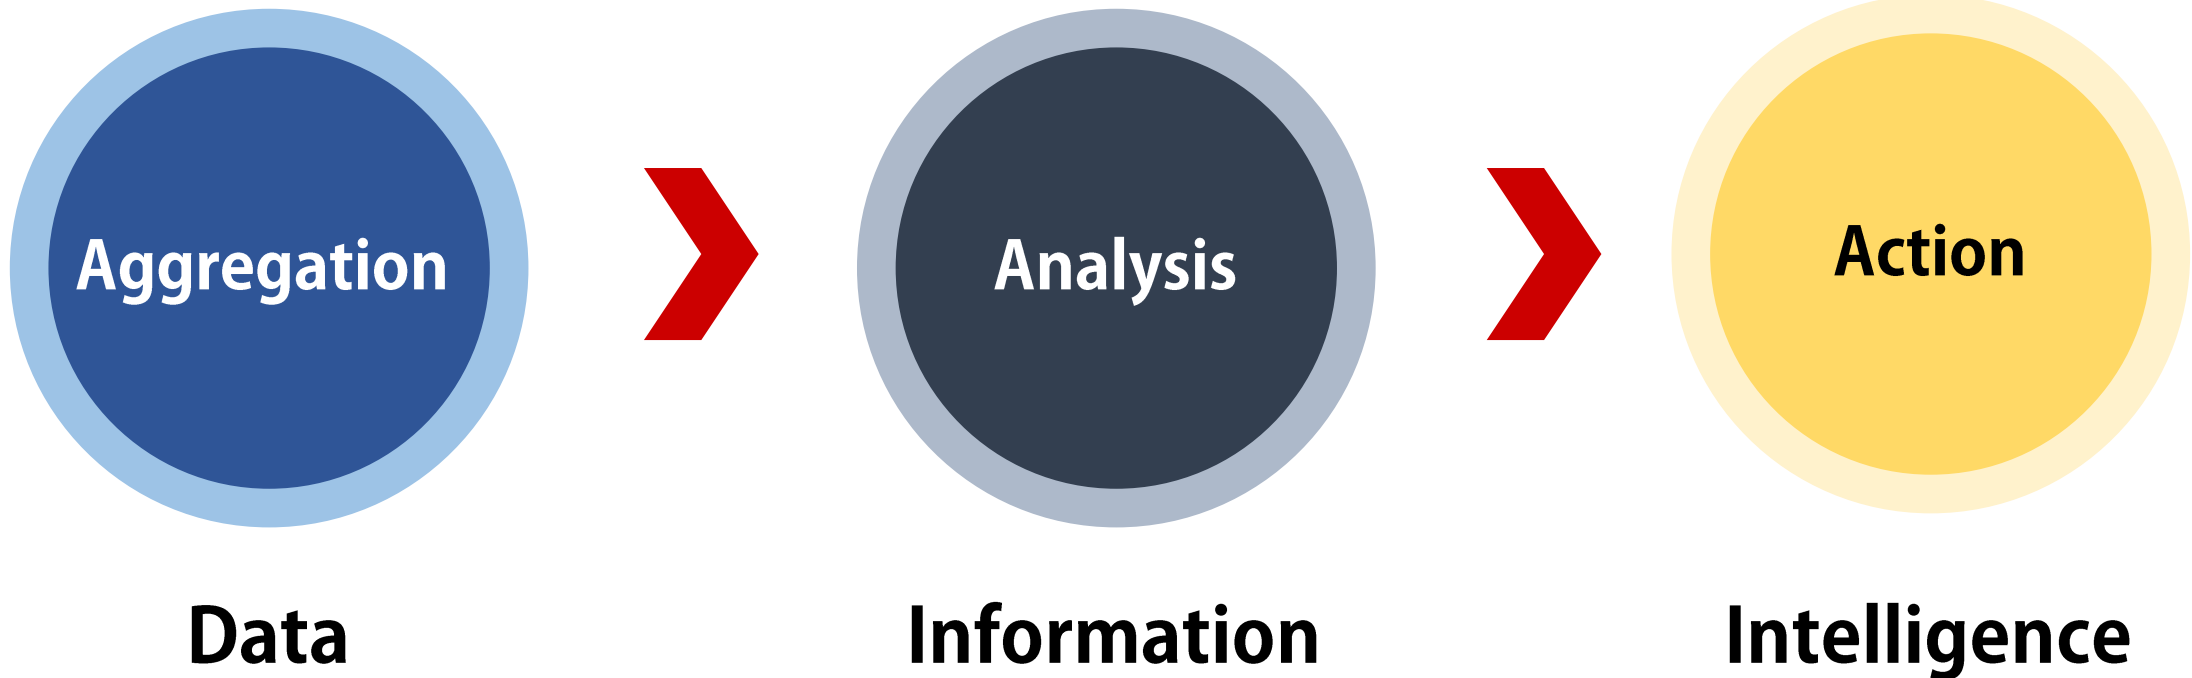 Aggregation
Analysis
Action
Data
Information
Intelligence